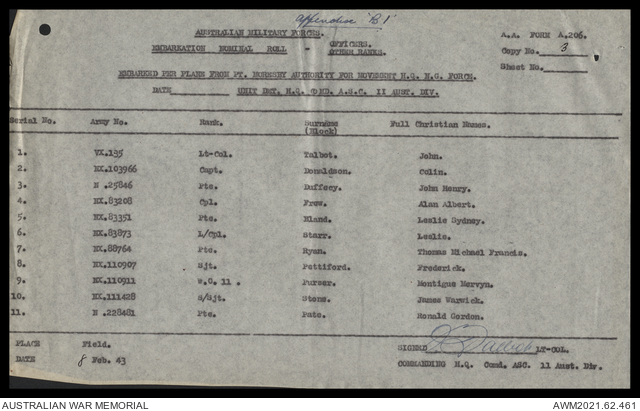 appendix 'B1'
AUSTRALIAN MILITARY FORCES.
A.A. FORM A.206.
EMBARKATION NOMINAL ROLL - OFFICERS. OTHER RANKS.
Copy No. 3
Sheet No.
EMBARKED PER PLANE FROM PT. MORESBY AUTHORITY FOR MOVEMENT H.Q. N.G. FORCE.
DATE UNIT DET. H.Q. COMD. A.S.C. II AUST. DIV.
Serial No. Army No. Rank. Surname (Block) Full Christian Names.
1. VX.135 Lt-Col. Talbot. John.
2. NX.103966 Capt. Donaldson. Colin.
3. N .25846 Pte. Duffecy. John Henry.
4. NX.83208 Cpl. Alan Albert.
5. NX.83351 Pte. Bland. Leslie Sydney.
6. NX.83873 L/Cpl. Starr. Leslie.
7. NX.88764 Pte. Ryan. Thomas Michael Francis.
8. NX.110907 Sjt. Pettiford. Frederick.
9. NX.110911 W.O. 11 . Purser. Montigue Mervyn.
10. NX.111428 S/Sjt. Stone. James Warwick.
11. N .228481 Pte. Pate. Ronald Gordon.
PLACE Field.
SIGNED LT-COL.
DATE 8 Feb. 43
COMMANDING H.Q. Comd. ASC. 11 Aust. Div.
AUSTRALIAN WAR MEMORIAL
AWM2021.62.461